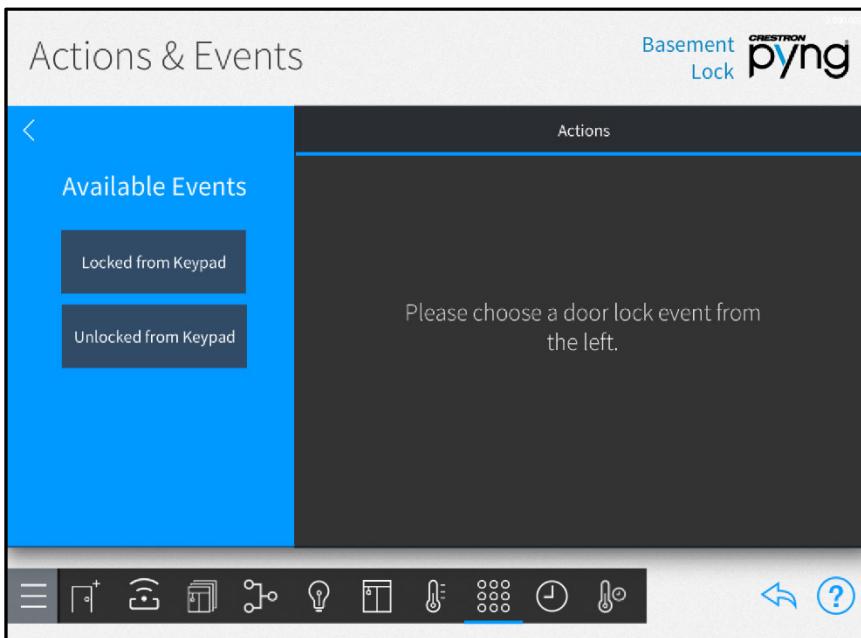 Actions & Events
Basement
Lock
CRESTRON
pyng
Actions
Available Events
Locked from Keypad
Unlocked from Keypad
Please choose a door lock event from
the left.
?